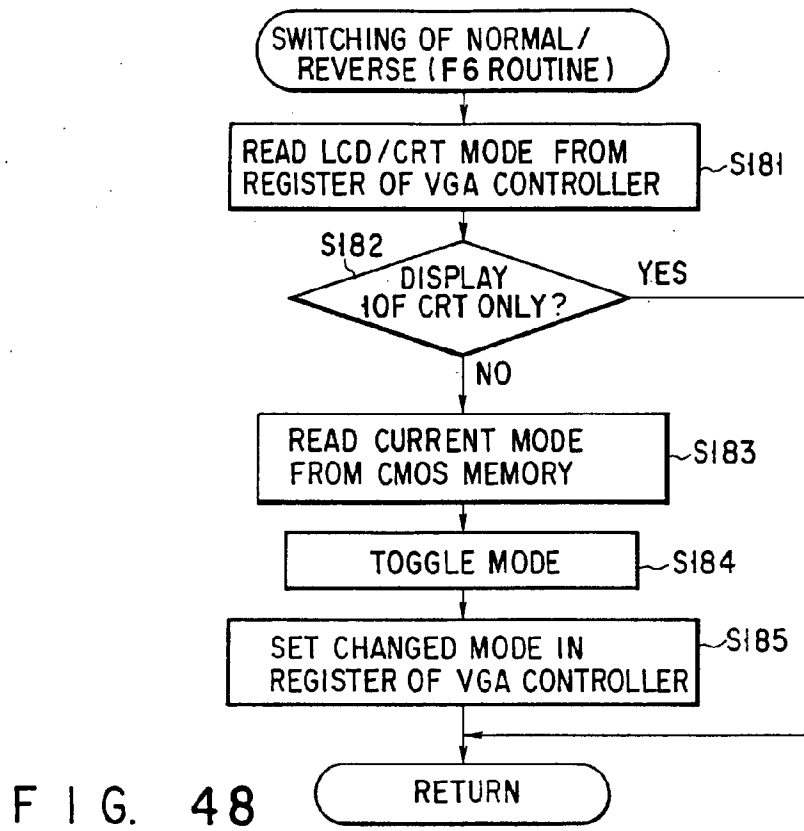 SWITCHING OF NORMAL/
REVERSE (F6 ROUTINE)
READ LCD/CRT MODE FROM
REGISTER OF VGA CONTROLLER
S181
S182
DISPLAY
OF CRT ONLY?
YES
NO
READ CURRENT MODE
FROM CMOS MEMORY
S183
TOGGLE MODE
S184
SET CHANGED MODE IN
REGISTER OF VGA CONTROLLER
S185
RETURN
FIG. 48